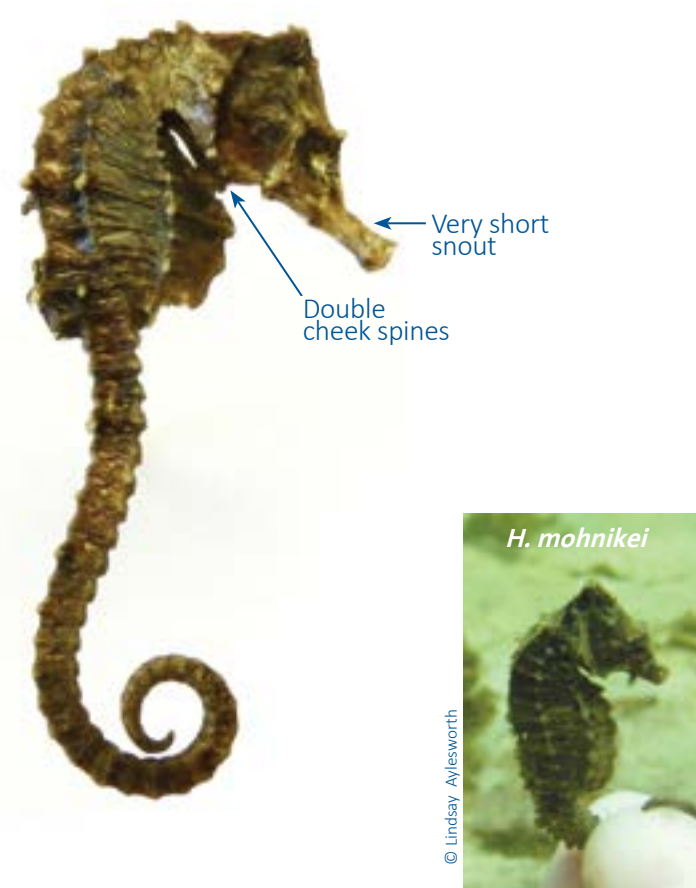 Very short
snout
Double
cheek spines
H. mohnikei
© Lindsay Aylesworth